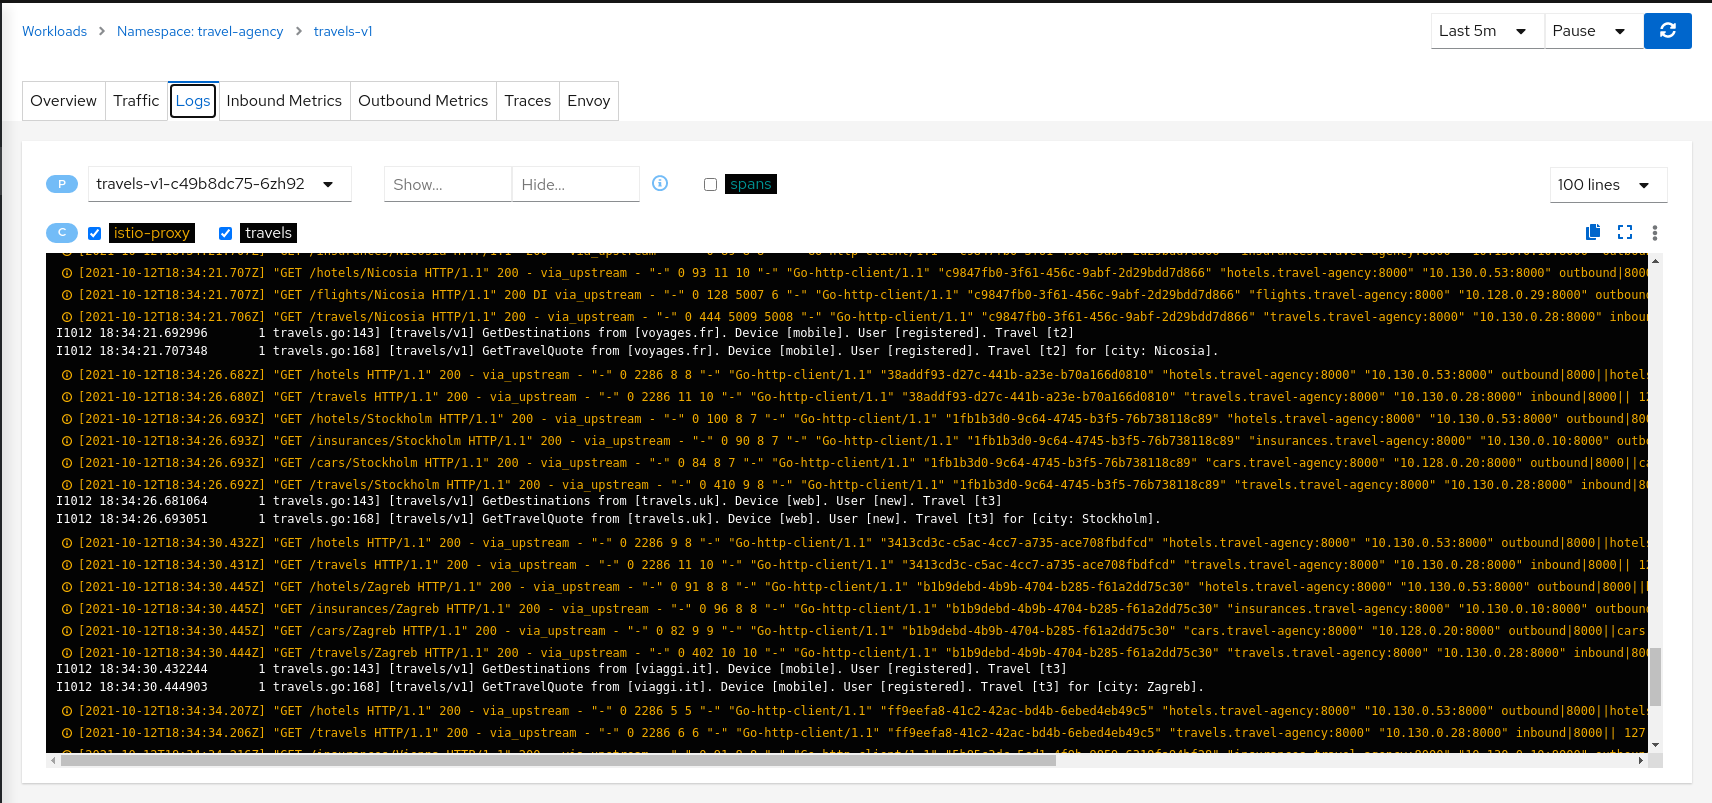 Workloads > Namespace: travel-agency > travels-v1
Last 5m Pause
Overview Traffic Logs Inbound Metrics Outbound Metrics Traces Envoy
P travels-v1-c49b8dc75-6zh92 Show... Hide... spans 100 lines
C istio-proxy travels
[2021-10-12T18:34:21.707Z] "GET /hotels/Nicosia HTTP/1.1" 200 - via_upstream - "-" 0 93 11 10 "-" "Go-http-client/1.1" "c9847fb0-3f61-456c-9abf-2d29bdd7d866" "hotels.travel-agency:8000" "10.130.0.53:8000" outbound|8000
[2021-10-12T18:34:21.707Z] "GET /flights/Nicosia HTTP/1.1" 200 DI via_upstream - "-" 0 128 5007 6 "-" "Go-http-client/1.1" "c9847fb0-3f61-456c-9abf-2d29bdd7d866" "flights.travel-agency:8000" "10.128.0.29:8000" outboun
[2021-10-12T18:34:21.706Z] "GET /travels/Nicosia HTTP/1.1" 200 - via_upstream - "-" 0 444 5009 5008 "-" "Go-http-client/1.1" "c9847fb0-3f61-456c-9abf-2d29bdd7d866" "travels.travel-agency:8000" "10.130.0.28:8000" inbou
I1012 18:34:21.692996 1 travels.go:143] [travels/v1] GetDestinations from [voyages.fr]. Device [mobile]. User [registered]. Travel [t2]
I1012 18:34:21.707348 1 travels.go:168] [travels/v1] GetTravelQuote from [voyages.fr]. Device [mobile]. User [registered]. Travel [t2] for [city: Nicosia].
[2021-10-12T18:34:26.682Z] "GET /hotels HTTP/1.1" 200 - via_upstream - "-" 0 2286 8 8 "-" "Go-http-client/1.1" "38addf93-d27c-441b-a23e-b70a166d0810" "hotels.travel-agency:8000" "10.130.0.53:8000" outbound|8000||hotels
[2021-10-12T18:34:26.680Z] "GET /travels HTTP/1.1" 200 - via_upstream - "-" 0 2286 11 10 "-" "Go-http-client/1.1" "38addf93-d27c-441b-a23e-b70a166d0810" "travels.travel-agency:8000" "10.130.0.28:8000" inbound|8000|| 12
[2021-10-12T18:34:26.693Z] "GET /hotels/Stockholm HTTP/1.1" 200 - via_upstream - "-" 0 100 8 7 "-" "Go-http-client/1.1" "1fb1b3d0-9c64-4745-b3f5-76b738118c89" "hotels.travel-agency:8000" "10.130.0.53:8000" outbound|800
[2021-10-12T18:34:26.693Z] "GET /insurances/Stockholm HTTP/1.1" 200 - via_upstream - "-" 0 90 8 7 "-" "Go-http-client/1.1" "1fb1b3d0-9c64-4745-b3f5-76b738118c89" "insurances.travel-agency:8000" "10.130.0.10:8000" outb
[2021-10-12T18:34:26.693Z] "GET /cars/Stockholm HTTP/1.1" 200 - via_upstream - "-" 0 84 8 7 "-" "Go-http-client/1.1" "1fb1b3d0-9c64-4745-b3f5-76b738118c89" "cars.travel-agency:8000" "10.128.0.20:8000" outbound|8000||c
[2021-10-12T18:34:26.692Z] "GET /travels/Stockholm HTTP/1.1" 200 - via_upstream - "-" 0 410 9 8 "-" "Go-http-client/1.1" "1fb1b3d0-9c64-4745-b3f5-76b738118c89" "travels.travel-agency:8000" "10.130.0.28:8000" inbound|8
I1012 18:34:26.681064 1 travels.go:143] [travels/v1] GetDestinations from [travels.uk]. Device [web]. User [new]. Travel [t3]
I1012 18:34:26.693051 1 travels.go:168] [travels/v1] GetTravelQuote from [travels.uk]. Device [web]. User [new]. Travel [t3] for [city: Stockholm].
[2021-10-12T18:34:30.432Z] "GET /hotels HTTP/1.1" 200 - via_upstream - "-" 0 2286 9 8 "-" "Go-http-client/1.1" "3413cd3c-c5ac-4cc7-a735-ace708fbdfcd" "hotels.travel-agency:8000" "10.130.0.53:8000" outbound|8000||hotels
[2021-10-12T18:34:30.431Z] "GET /travels HTTP/1.1" 200 - via_upstream - "-" 0 2286 11 10 "-" "Go-http-client/1.1" "3413cd3c-c5ac-4cc7-a735-ace708fbdfcd" "travels.travel-agency:8000" "10.130.0.28:8000" inbound|8000|| 12
[2021-10-12T18:34:30.445Z] "GET /hotels/Zagreb HTTP/1.1" 200 - via_upstream - "-" 0 91 8 8 "-" "Go-http-client/1.1" "b1b9debd-4b9b-4704-b285-f61a2dd75c30" "hotels.travel-agency:8000" "10.130.0.53:8000" outbound|8000||
[2021-10-12T18:34:30.445Z] "GET /insurances/Zagreb HTTP/1.1" 200 - via_upstream - "-" 0 96 8 8 "-" "Go-http-client/1.1" "b1b9debd-4b9b-4704-b285-f61a2dd75c30" "insurances.travel-agency:8000" "10.130.0.10:8000" outboun
[2021-10-12T18:34:30.445Z] "GET /cars/Zagreb HTTP/1.1" 200 - via_upstream - "-" 0 82 9 9 "-" "Go-http-client/1.1" "b1b9debd-4b9b-4704-b285-f61a2dd75c30" "cars.travel-agency:8000" "10.128.0.20:8000" outbound|8000||cars
[2021-10-12T18:34:30.444Z] "GET /travels/Zagreb HTTP/1.1" 200 - via_upstream - "-" 0 402 10 10 "-" "Go-http-client/1.1" "b1b9debd-4b9b-4704-b285-f61a2dd75c30" "travels.travel-agency:8000" "10.130.0.28:8000" inbound|80
I1012 18:34:30.432244 1 travels.go:143] [travels/v1] GetDestinations from [viaggi.it]. Device [mobile]. User [registered]. Travel [t3]
I1012 18:34:30.444903 1 travels.go:168] [travels/v1] GetTravelQuote from [viaggi.it]. Device [mobile]. User [registered]. Travel [t3] for [city: Zagreb].
[2021-10-12T18:34:34.207Z] "GET /hotels HTTP/1.1" 200 - via_upstream - "-" 0 2286 5 5 "-" "Go-http-client/1.1" "ff9eefa8-41c2-42ac-bd4b-6ebed4eb49c5" "hotels.travel-agency:8000" "10.130.0.53:8000" outbound|8000||hotels
[2021-10-12T18:34:34.206Z] "GET /travels HTTP/1.1" 200 - via_upstream - "-" 0 2286 6 6 "-" "Go-http-client/1.1" "ff9eefa8-41c2-42ac-bd4b-6ebed4eb49c5" "travels.travel-agency:8000" "10.130.0.28:8000" inbound|8000|| 127